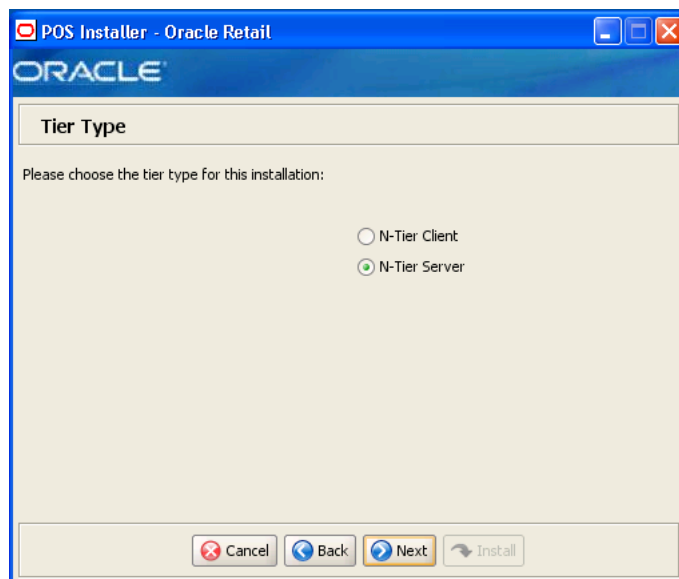 POS Installer - Oracle Retail
ORACLE
Tier Type
Please choose the tier type for this installation:
N-Tier Client
N-Tier Server
Cancel Back Next Install